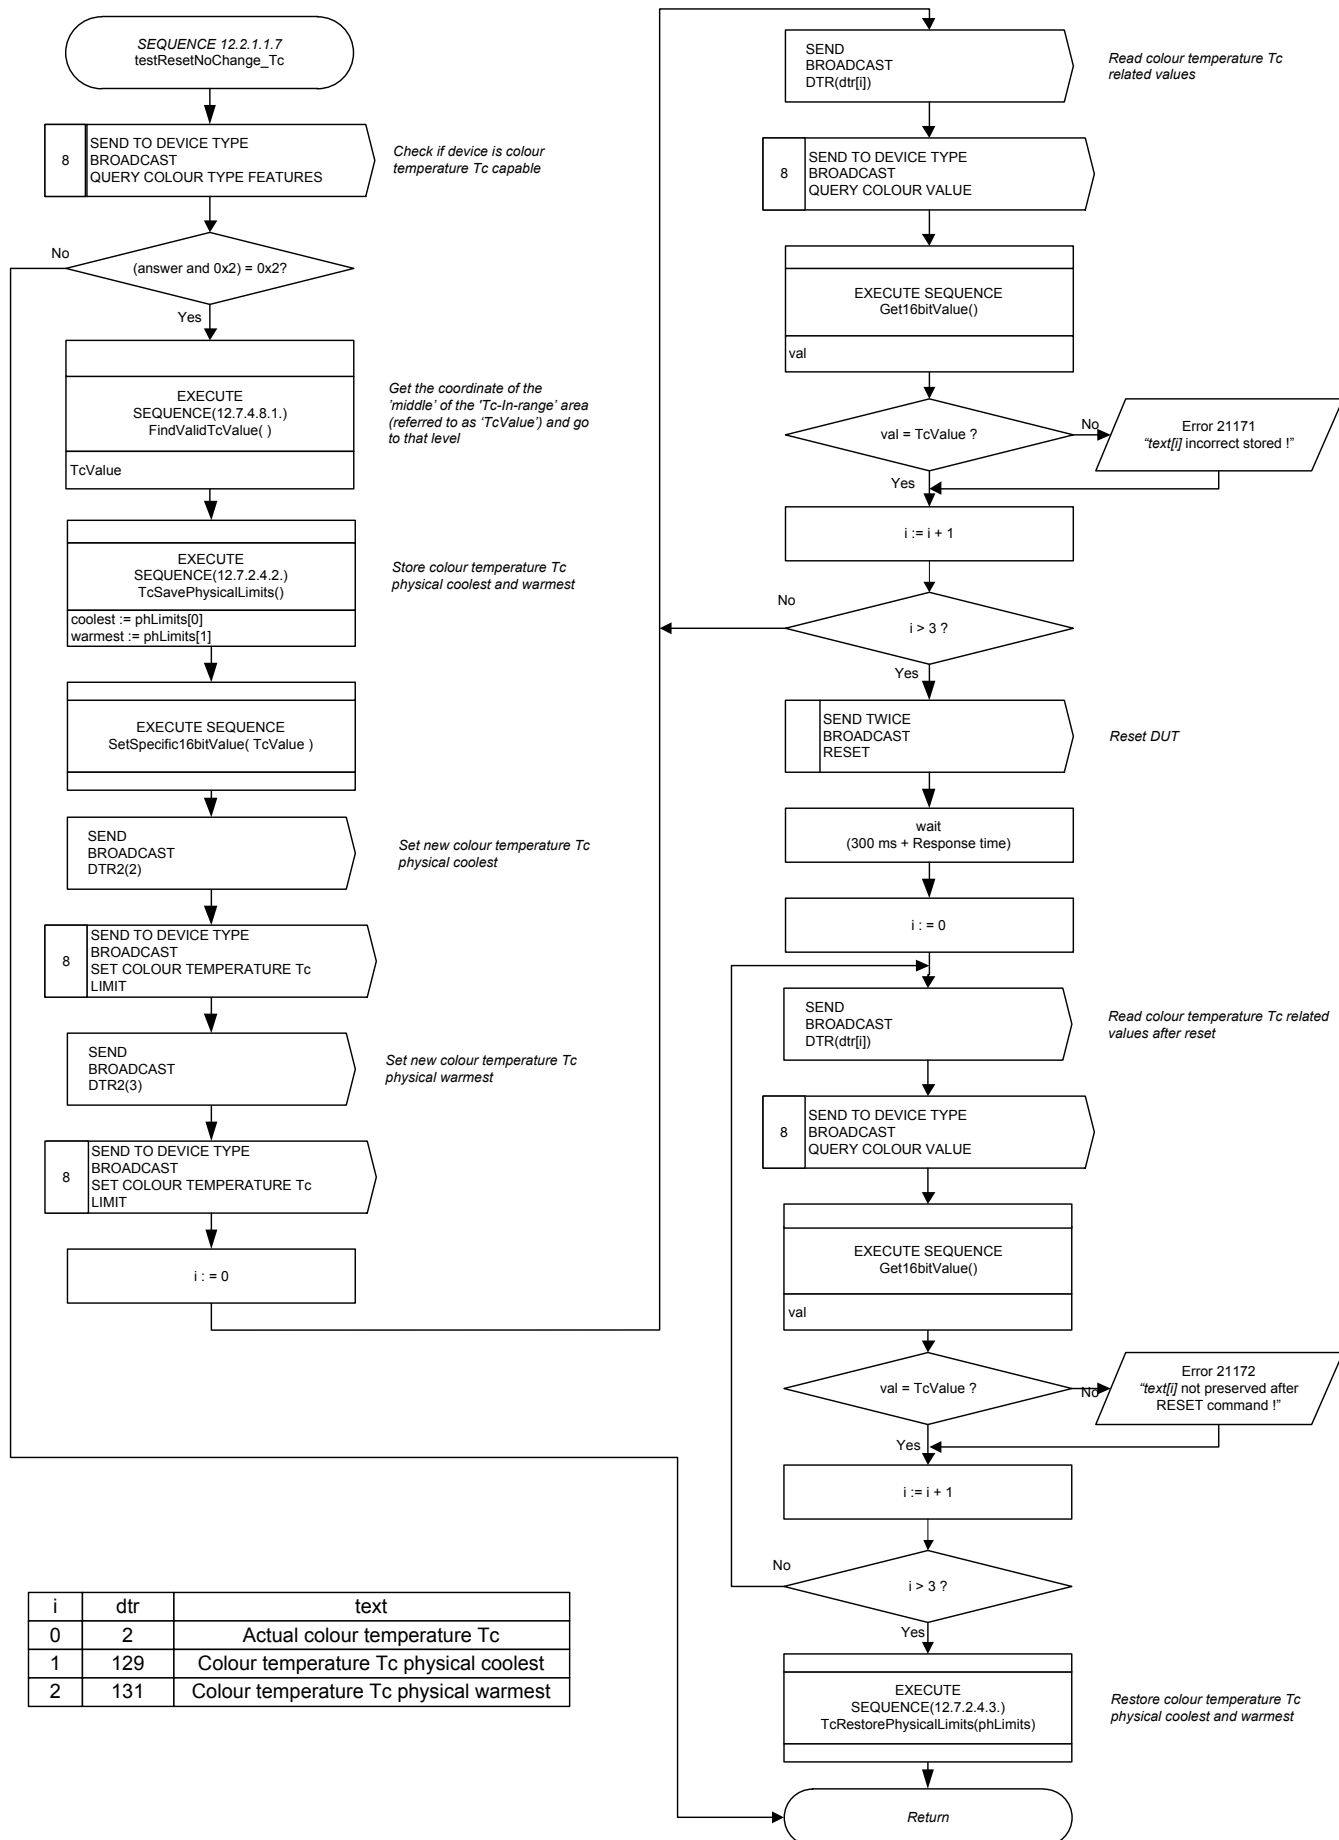 SEQUENCE 12.2.1.1.7
testResetNoChange_Tc
8
SEND TO DEVICE TYPE
BROADCAST
QUERY COLOUR TYPE FEATURES
Check if device is colour
temperature Tc capable
No
(answer and 0x2) = 0x2?
Yes
EXECUTE
SEQUENCE(12.7.4.8.1.)
FindValidTcValue( )
TcValue
Get the coordinate of the
'middle' of the 'Tc-In-range' area
(referred to as 'TcValue') and go
to that level
EXECUTE
SEQUENCE(12.7.2.4.2.)
TcSavePhysicalLimits()
coolest := phLimits[0]
warmest := phLimits[1]
Store colour temperature Tc
physical coolest and warmest
EXECUTE SEQUENCE
SetSpecific16bitValue( TcValue )
SEND
BROADCAST
DTR2(2)
Set new colour temperature Tc
physical coolest
8
SEND TO DEVICE TYPE
BROADCAST
SET COLOUR TEMPERATURE Tc
LIMIT
SEND
BROADCAST
DTR2(3)
Set new colour temperature Tc
physical warmest
8
SEND TO DEVICE TYPE
BROADCAST
SET COLOUR TEMPERATURE Tc
LIMIT
i : = 0
SEND
BROADCAST
DTR(dtr[i])
Read colour temperature Tc
related values
8
SEND TO DEVICE TYPE
BROADCAST
QUERY COLOUR VALUE
EXECUTE SEQUENCE
Get16bitValue()
val
val = TcValue ?
No
Error 21171
"text[i] incorrect stored !"
Yes
i := i + 1
No
i > 3 ?
Yes
SEND TWICE
BROADCAST
RESET
Reset DUT
wait
(300 ms + Response time)
i : = 0
SEND
BROADCAST
DTR(dtr[i])
Read colour temperature Tc related
values after reset
8
SEND TO DEVICE TYPE
BROADCAST
QUERY COLOUR VALUE
EXECUTE SEQUENCE
Get16bitValue()
val
val = TcValue ?
No
Error 21172
"text[i] not preserved after
RESET command !"
Yes
i := i + 1
No
i > 3 ?
Yes
EXECUTE
SEQUENCE(12.7.2.4.3.)
TcRestorePhysicalLimits(phLimits)
Restore colour temperature Tc
physical coolest and warmest
Return
i dtr text
0 2 Actual colour temperature Tc
1 129 Colour temperature Tc physical coolest
2 131 Colour temperature Tc physical warmest